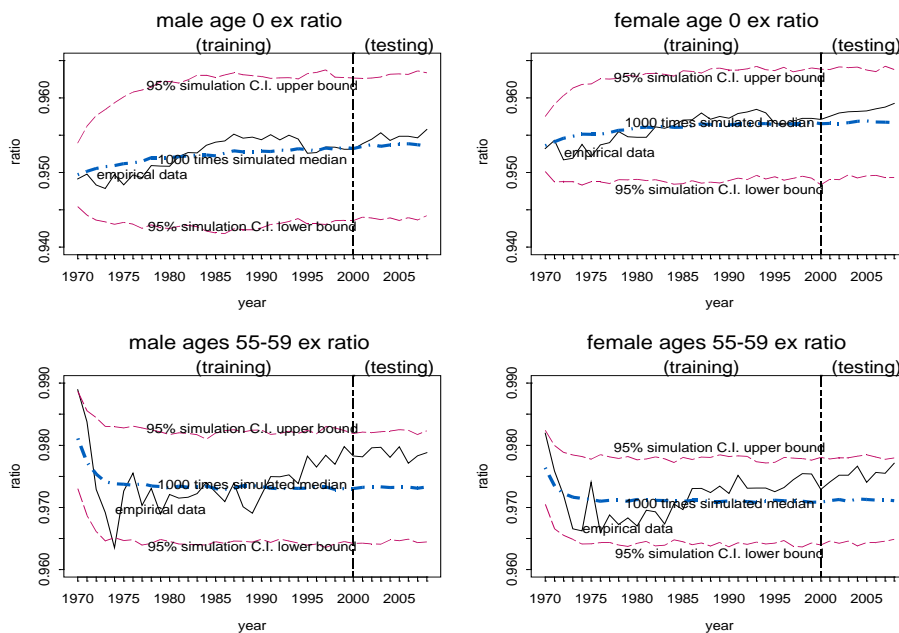 male age 0 ex ratio
(training) (testing)
95% simulation C.I. upper bound
1000 times simulated median
empirical data
95% simulation C.I. lower bound
ratio
0.940 0.950 0.960
1970 1975 1980 1985 1990 1995 2000 2005
year
female age 0 ex ratio
(training) (testing)
95% simulation C.I. upper bound
1000 times simulated median
empirical data
95% simulation C.I. lower bound
ratio
0.940 0.950 0.960
1970 1975 1980 1985 1990 1995 2000 2005
year
male ages 55-59 ex ratio
(training) (testing)
95% simulation C.I. upper bound
1000 times simulated median
empirical data
95% simulation C.I. lower bound
ratio
0.960 0.970 0.980 0.990
1970 1975 1980 1985 1990 1995 2000 2005
year
female ages 55-59 ex ratio
(training) (testing)
95% simulation C.I. upper bound
1000 times simulated median
empirical data
95% simulation C.I. lower bound
ratio
0.960 0.970 0.980 0.990
1970 1975 1980 1985 1990 1995 2000 2005
year